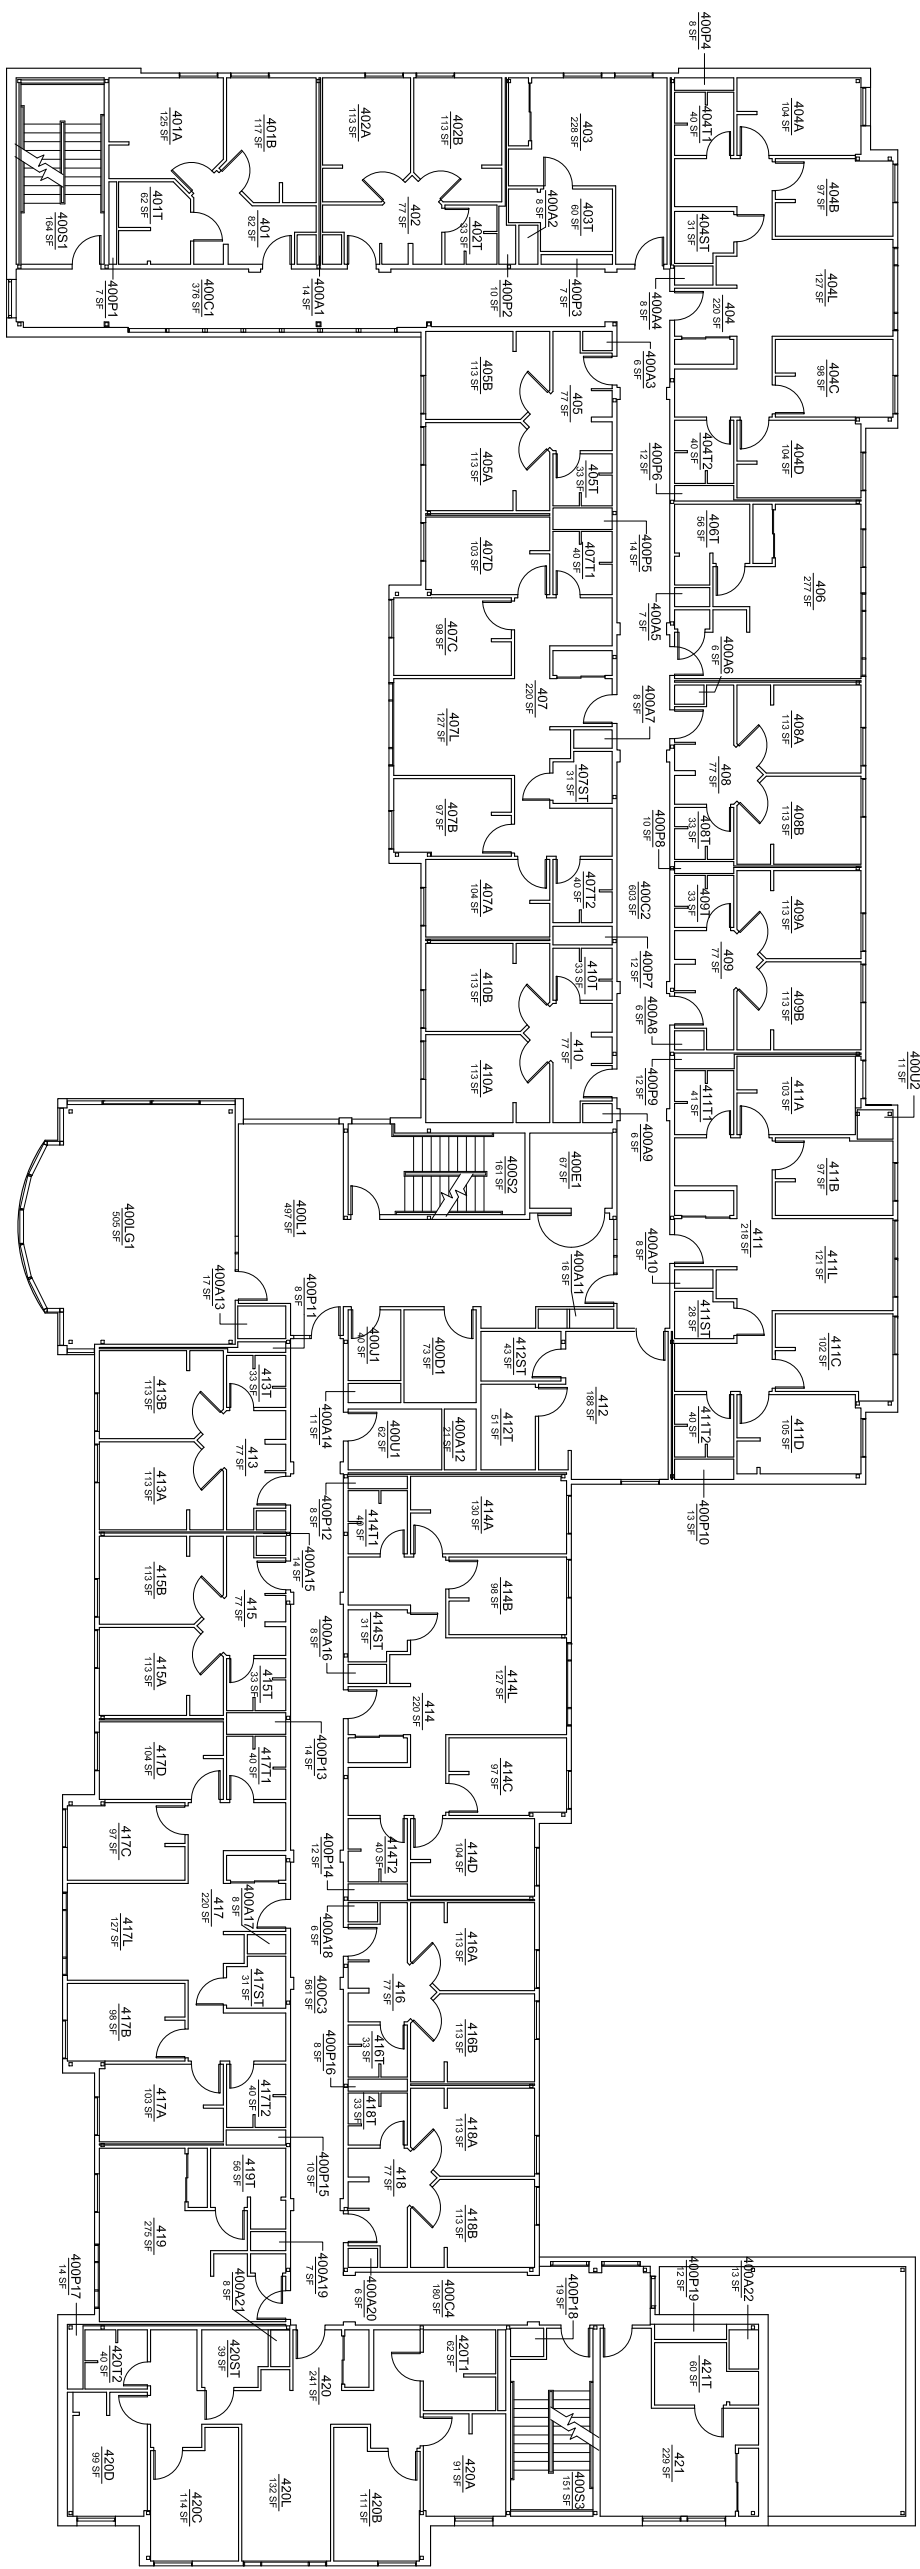 400P4
8 SF
401A
125 SF
401B
117 SF
402A
113 SF
402B
113 SF
403
228 SF
404T1
40 SF
404A
104 SF
404B
97 SF
400S1
164 SF
401T
62 SF
401
82 SF
402
77 SF
402T
33 SF
400A2
8 SF
403T
60 SF
404ST
31 SF
404L
127 SF
400P1
7 SF
400C1
376 SF
400A1
14 SF
400P2
10 SF
400P3
7 SF
400A4
8 SF
404
220 SF
404C
98 SF
405B
113 SF
405
77 SF
400A3
6 SF
405A
113 SF
405T
33 SF
400P6
12 SF
404T2
40 SF
404D
104 SF
407D
103 SF
407T1
40 SF
400P5
14 SF
406T
56 SF
406
277 SF
407C
98 SF
400A5
7 SF
400A6
6 SF
407
220 SF
407L
127 SF
400A7
8 SF
408A
113 SF
408
77 SF
407ST
31 SF
407B
97 SF
408T
33 SF
408B
113 SF
400P8
10 SF
407A
104 SF
407T2
40 SF
400C2
603 SF
409T
33 SF
409A
113 SF
410B
113 SF
410T
33 SF
400P7
12 SF
409
77 SF
409B
113 SF
410
77 SF
400A8
6 SF
410A
113 SF
400P9
12 SF
400A9
6 SF
411T1
41 SF
411A
103 SF
400U2
11 SF
400S2
161 SF
400E1
67 SF
411B
97 SF
400LG1
505 SF
400L1
497 SF
411
218 SF
411L
121 SF
400A10
8 SF
400A11
16 SF
400A13
17 SF
400P11
8 SF
411ST
28 SF
411C
102 SF
400J1
40 SF
400D1
73 SF
412ST
43 SF
412
188 SF
413B
113 SF
413T
33 SF
413
77 SF
400A14
11 SF
400U1
62 SF
400A12
21 SF
412T
51 SF
411T2
40 SF
411D
105 SF
413A
113 SF
400P12
8 SF
400P10
13 SF
414T1
40 SF
414A
130 SF
400A15
14 SF
415B
113 SF
415
77 SF
414B
98 SF
415A
113 SF
415T
33 SF
400A16
8 SF
414ST
31 SF
414
220 SF
414L
127 SF
417D
104 SF
417T1
40 SF
400P13
14 SF
414C
97 SF
417C
97 SF
400P14
12 SF
414T2
40 SF
414D
104 SF
417
220 SF
417L
127 SF
400A17
8 SF
400A18
6 SF
416A
113 SF
416
77 SF
417ST
31 SF
400C3
561 SF
417B
98 SF
416T
33 SF
416B
113 SF
400P16
8 SF
417A
103 SF
417T2
40 SF
418T
33 SF
418A
113 SF
400P15
10 SF
419T
56 SF
418
77 SF
418B
113 SF
419
275 SF
400A19
7 SF
400A20
6 SF
400C4
180 SF
400A21
8 SF
400P17
14 SF
400P18
19 SF
400P19
12 SF
400A22
13 SF
420T2
40 SF
420ST
39 SF
420
241 SF
420T1
62 SF
421T
60 SF
420D
99 SF
420C
114 SF
420L
132 SF
420B
111 SF
420A
91 SF
400S3
151 SF
421
229 SF